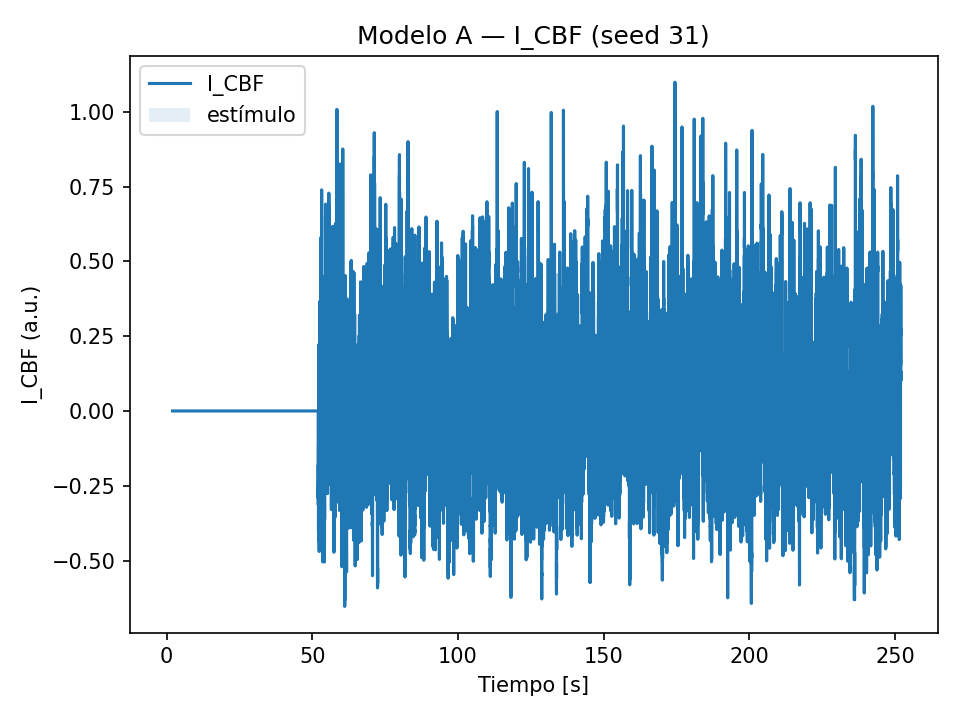 Modelo A — I_CBF (seed 31)
I_CBF
estímulo
1.00
0.75
0.50
0.25
0.00
−0.25
−0.50
I_CBF (a.u.)
0
50
100
150
200
250
Tiempo [s]